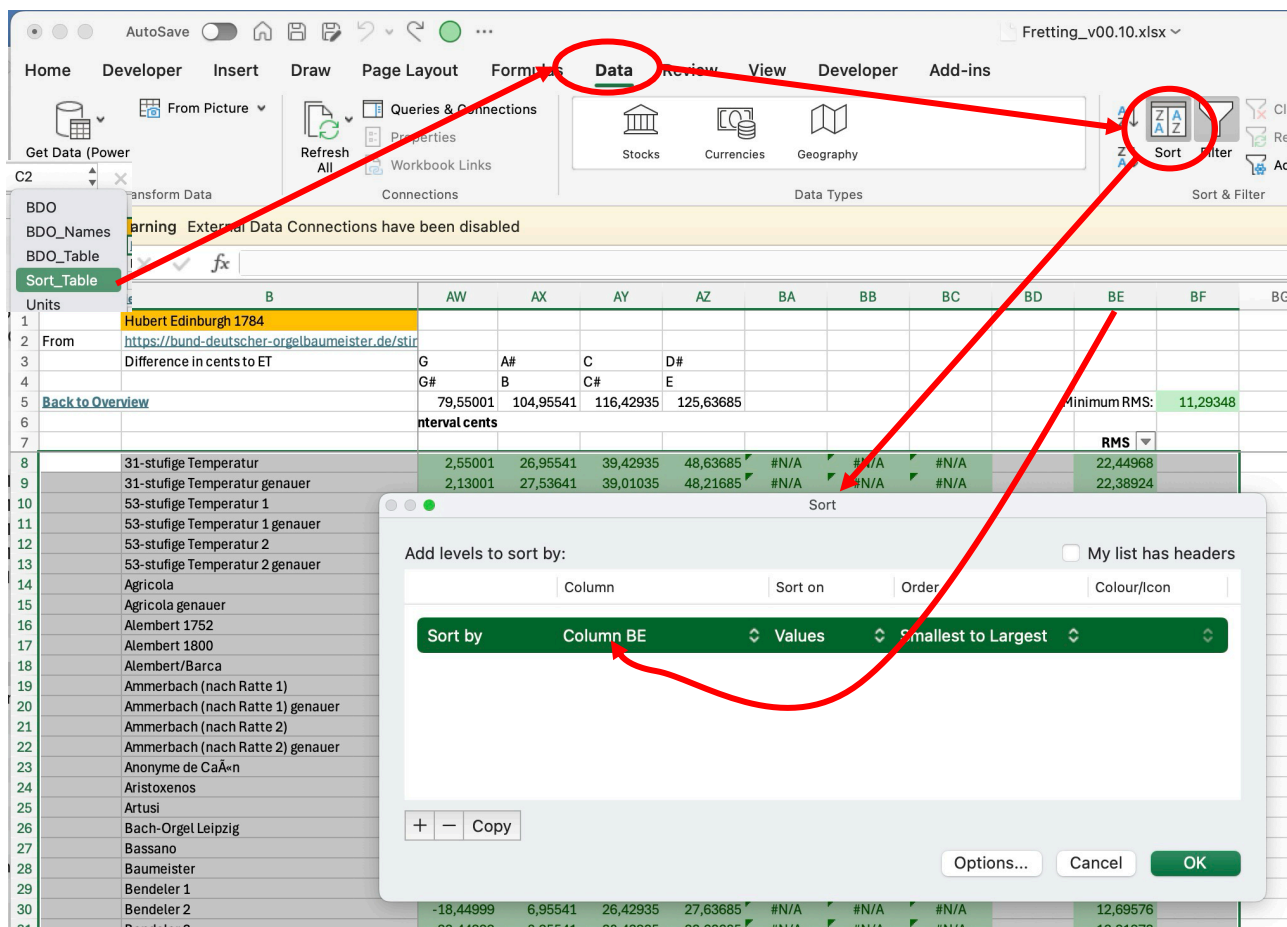 AutoSave
Fretting_v00.10.xlsx
Home Developer Insert Draw Page Layout Formulas Data Review View Developer Add-ins
From Picture
Get Data (Power
Refresh All
Queries & Connections
Properties
Workbook Links
Stocks Currencies Geography
Sort Filter
ansform Data Connections Data Types Sort & Filter
C2
BDO
BDO_Names
BDO_Table
Sort_Table
Units
arning External Data Connections have been disabled
fx
B AW AX AY AZ BA BB BC BD BE BF BG
1 Hubert Edinburgh 1784
2 From https://bund-deutscher-orgelbaumeister.de/stir
3 Difference in cents to ET G A# C D#
4 G# B C# E
5 Back to Overview 79,55001 104,95541 116,42935 125,63685 Minimum RMS: 11,29348
6 nterval cents
7 RMS
8 31-stufige Temperatur 2,55001 26,95541 39,42935 48,63685 #N/A #N/A #N/A 22,44968
9 31-stufige Temperatur genauer 2,13001 27,53641 39,01035 48,21685 #N/A #N/A #N/A 22,38924
10 53-stufige Temperatur 1
11 53-stufige Temperatur 1 genauer
12 53-stufige Temperatur 2
13 53-stufige Temperatur 2 genauer
14 Agricola
15 Agricola genauer
16 Alembert 1752
17 Alembert 1800
18 Alembert/Barca
19 Ammerbach (nach Ratte 1)
20 Ammerbach (nach Ratte 1) genauer
21 Ammerbach (nach Ratte 2)
22 Ammerbach (nach Ratte 2) genauer
23 Anonyme de CaÃ«n
24 Aristoxenos
25 Artusi
26 Bach-Orgel Leipzig
27 Bassano
28 Baumeister
29 Bendeler 1
30 Bendeler 2 -18,44999 6,95541 26,42935 27,63685 #N/A #N/A #N/A 12,69576
Sort
Add levels to sort by:
My list has headers
Column Sort on Order Colour/Icon
Sort by Column BE Values Smallest to Largest
+ − Copy
Options... Cancel OK